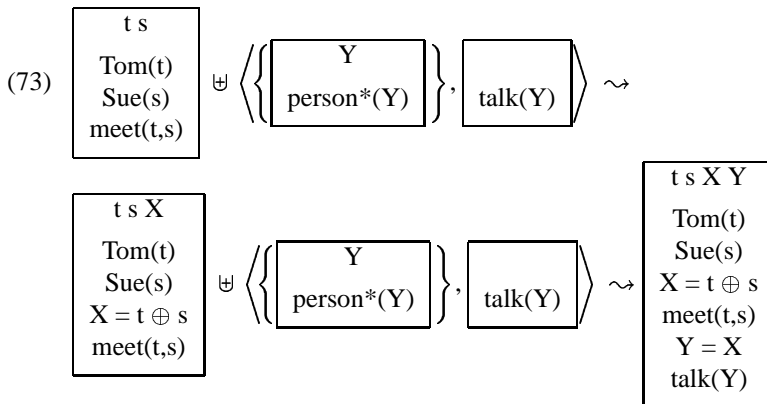 (73)
t s
Tom(t)
Sue(s)
meet(t,s)
⊎ ⟨{
Y
person*(Y)
},
talk(Y)
⟩ ⤳
t s X
Tom(t)
Sue(s)
X = t ⊕ s
meet(t,s)
⊎ ⟨{
Y
person*(Y)
},
talk(Y)
⟩ ⤳
t s X Y
Tom(t)
Sue(s)
X = t ⊕ s
meet(t,s)
Y = X
talk(Y)